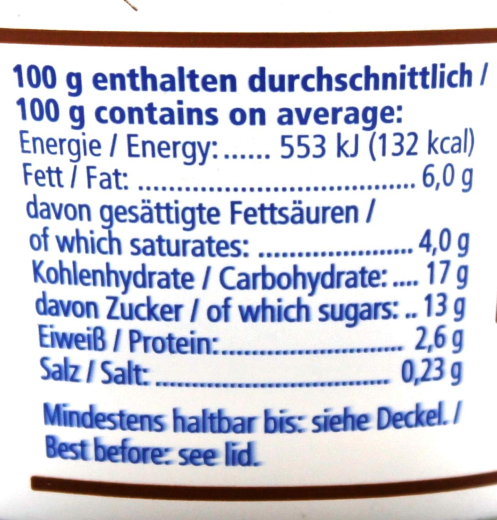 100 g enthalten durchschnittlich /
100 g contains on average:
Energie / Energy: ...... 553 kJ (132 kcal)
Fett / Fat: ........................................ 6,0 g
davon gesättigte Fettsäuren /
of which saturates: ...................... 4,0 g
Kohlenhydrate / Carbohydrate: .... 17 g
davon Zucker / of which sugars: .. 13 g
Eiweiß / Protein: .......................... 2,6 g
Salz / Salt: .................................. 0,23 g
Mindestens haltbar bis: siehe Deckel. /
Best before: see lid.